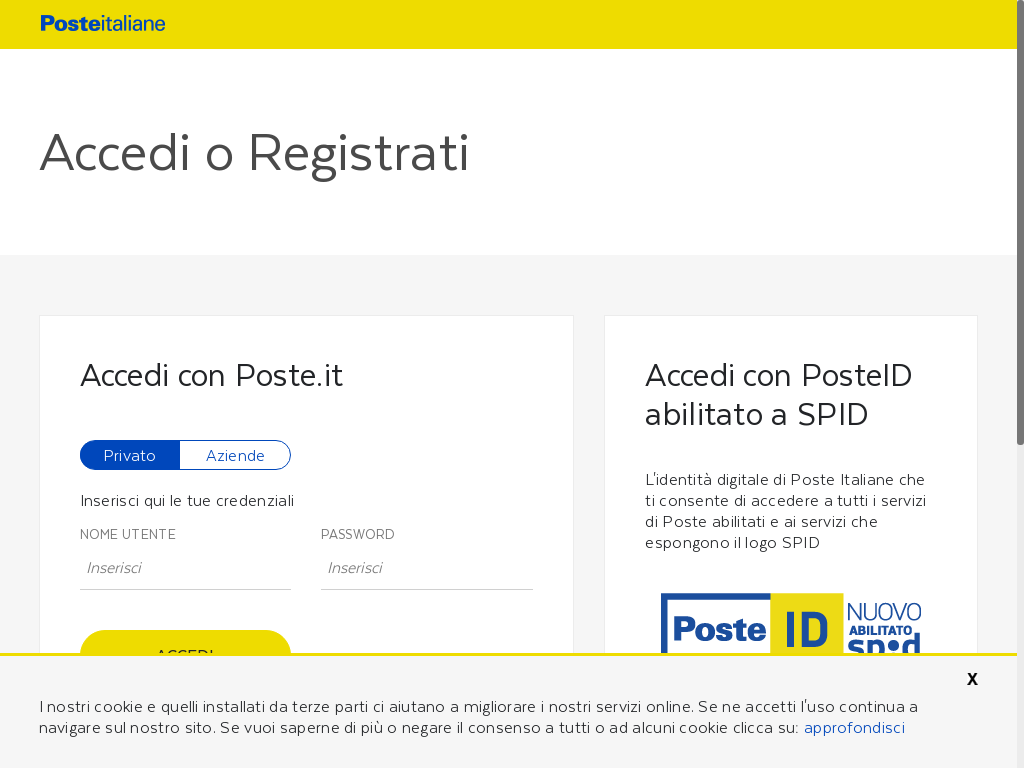 Posteitaliane
Accedi o Registrati
Accedi con Poste.it
Privato
Aziende
Inserisci qui le tue credenziali
NOME UTENTE
PASSWORD
Inserisci
Inserisci
ACCEDI
Accedi con PosteID
abilitato a SPID
L'identità digitale di Poste Italiane che
ti consente di accedere a tutti i servizi
di Poste abilitati e ai servizi che
espongono il logo SPID
Poste ID
NUOVO
ABILITATO
spid
X
I nostri cookie e quelli installati da terze parti ci aiutano a migliorare i nostri servizi online. Se ne accetti l'uso continua a
navigare sul nostro sito. Se vuoi saperne di più o negare il consenso a tutti o ad alcuni cookie clicca su: approfondisci